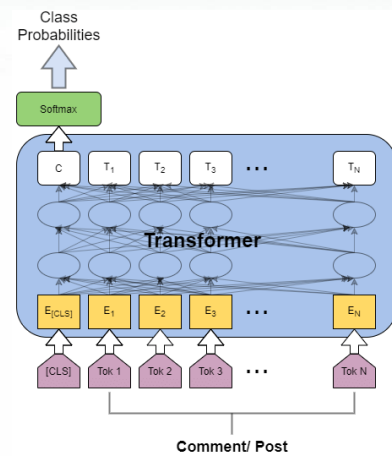 Class
Probabilities
Softmax
C T1 T2 T3 ... TN
Transformer
E[CLS] E1 E2 E3 ... EN
[CLS] Tok 1 Tok 2 Tok 3 ... Tok N
Comment/ Post